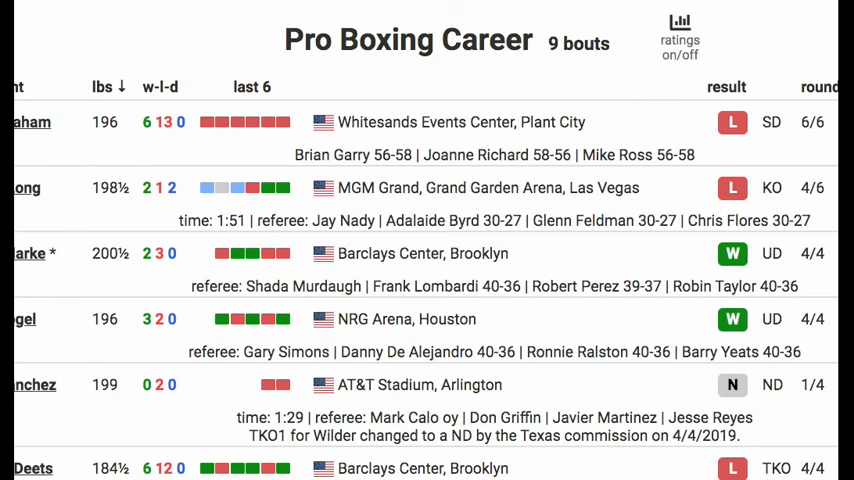 Pro Boxing Career 9 bouts
ratings
on/off
nt lbs ↓ w-l-d last 6 result round
aham 196 6 13 0 Whitesands Events Center, Plant City L SD 6/6
Brian Garry 56-58 | Joanne Richard 58-56 | Mike Ross 56-58
ong 198½ 2 1 2 MGM Grand, Grand Garden Arena, Las Vegas L KO 4/6
time: 1:51 | referee: Jay Nady | Adalaide Byrd 30-27 | Glenn Feldman 30-27 | Chris Flores 30-27
larke * 200½ 2 3 0 Barclays Center, Brooklyn W UD 4/4
referee: Shada Murdaugh | Frank Lombardi 40-36 | Robert Perez 39-37 | Robin Taylor 40-36
ogel 196 3 2 0 NRG Arena, Houston W UD 4/4
referee: Gary Simons | Danny De Alejandro 40-36 | Ronnie Ralston 40-36 | Barry Yeats 40-36
anchez 199 0 2 0 AT&T Stadium, Arlington N ND 1/4
time: 1:29 | referee: Mark Calo oy | Don Griffin | Javier Martinez | Jesse Reyes
TKO1 for Wilder changed to a ND by the Texas commission on 4/4/2019.
Deets 184½ 6 12 0 Barclays Center, Brooklyn L TKO 4/4